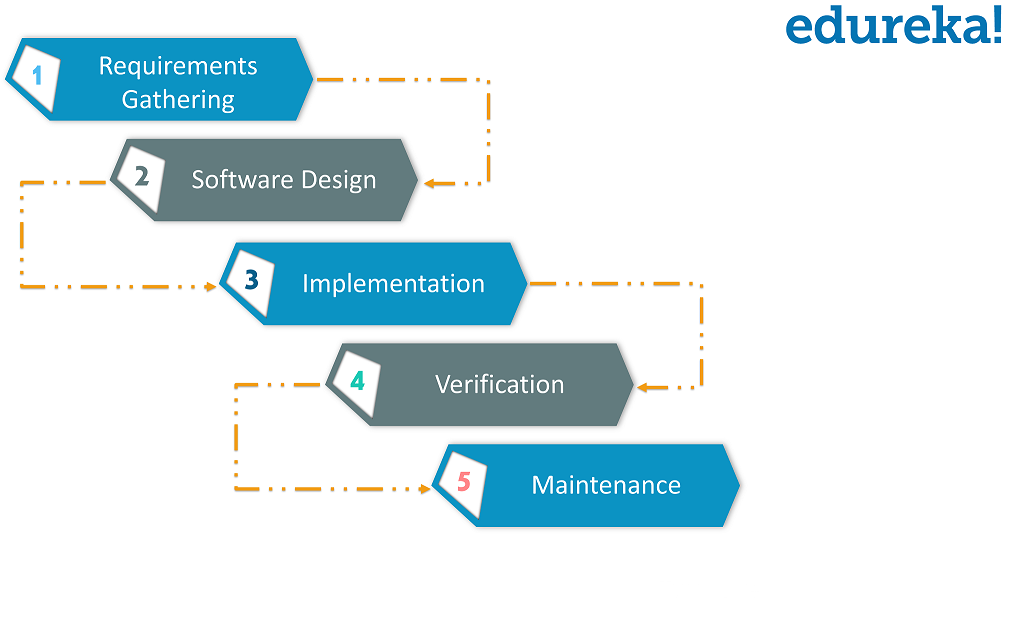 edureka!
1
Requirements
Gathering
2
Software Design
3
Implementation
4
Verification
5
Maintenance